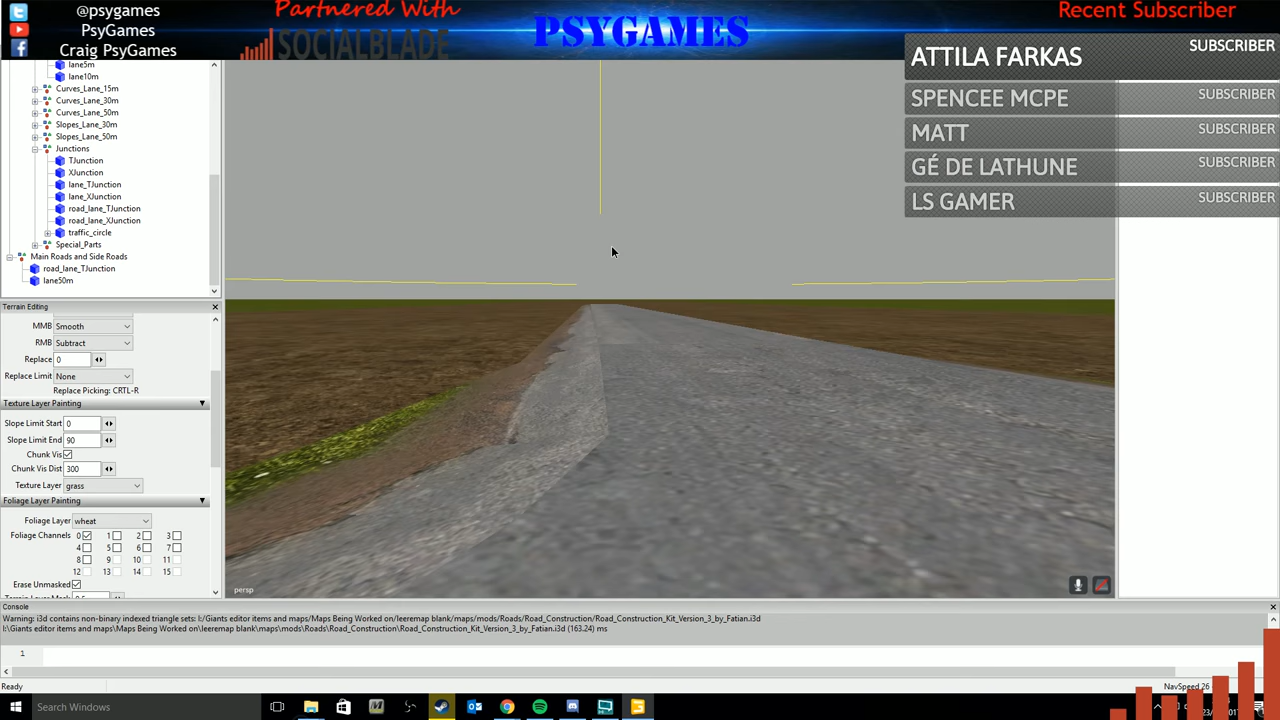 @psygames
PsyGames
Craig PsyGames
Partnered With
SOCIALBLADE
PSYGAMES
Recent Subscriber
ATTILA FARKAS SUBSCRIBER
SPENCEE MCPE SUBSCRIBER
MATT SUBSCRIBER
GÉ DE LATHUNE SUBSCRIBER
LS GAMER SUBSCRIBER
lane5m
lane10m
Curves_Lane_15m
Curves_Lane_30m
Curves_Lane_50m
Slopes_Lane_30m
Slopes_Lane_50m
Junctions
TJunction
XJunction
lane_TJunction
lane_XJunction
road_lane_TJunction
road_lane_XJunction
traffic_circle
Special_Parts
Main Roads and Side Roads
road_lane_TJunction
lane50m
Terrain Editing
MMB Smooth
RMB Subtract
Replace 0
Replace Limit None
Replace Picking: CRTL-R
Texture Layer Painting
Slope Limit Start 0
Slope Limit End 90
Chunk Vis
Chunk Vis Dist 300
Texture Layer grass
Foliage Layer Painting
Foliage Layer wheat
Foliage Channels 0 1 2 3
4 5 6 7
8 9 10 11
12 13 14 15
Erase Unmasked
persp
Console
Warning: i3d contains non-binary indexed triangle sets: I:/Giants editor items and maps/Maps Being Worked on/leeremap blank/maps/mods/Roads/Road_Construction/Road_Construction_Kit_Version_3_by_Fatian.i3d
I:\Giants editor items and maps\Maps Being Worked on\leeremap blank\maps\mods\Roads\Road_Construction\Road_Construction_Kit_Version_3_by_Fatian.i3d (163.24) ms
1
Ready
NavSpeed 26
Search Windows